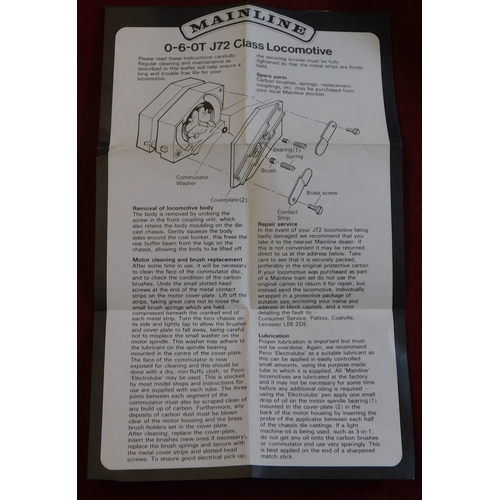 MAINLINE
0-6-0T J72 Class Locomotive
Please read these instructions carefully.
Regular cleaning and maintenance as
described in this leaflet will help ensure a
long and trouble free life for your
locomotive.
the securing screws must be fully
tightened so that the metal strips are firmly
held.
Spare parts
Carbon brushes, springs, replacement
couplings, etc. may be purchased from
your local Mainline stockist.
Bearing(1)
Spring
Brush
Commutator
Washer
Brass screw
Coverplate(2)
Contact
Strip
Removal of locomotive body
The body is removed by undoing the
screw in the front coupling unit, which
also retains the body moulding on the die-
cast chassis. Gently squeeze the body
sides around the coal bunker, this frees the
rear buffer-beam from the lugs on the
chassis, allowing the body to be lifted off.
Motor cleaning and brush replacement
After some time in use, it will be necessary
to clean the face of the commutator disc,
and to check the condition of the carbon
brushes. Undo the small slotted-head
screws at the end of the metal contact
strips on the motor cover-plate. Lift off the
strips, taking great care not to loose the
small brush springs which are held
compressed beneath the cranked end of
each metal strip. Turn the loco chassis on
its side and lightly tap to allow the brushes
and cover-plate to fall away, being careful
not to misplace the small washer on the
motor spindle. This washer may adhere to
the lubricant on the spindle bearing
mounted in the centre of the cover-plate.
The face of the commutator is now
exposed for cleaning and this should be
done with a dry, non-fluffy cloth, or
Peco 'Electrolube' may be used. This is stocked
by most model shops and instructions for
use are supplied with each tube. The three
joints between each segment of the
commutator must also be scraped clean of
any build up of carbon. Furthermore, any
deposits of carbon dust must be blown
clear of the motor housing and the brass
brush holders set in the cover plate.
After cleaning, replace the cover plate,
insert the brushes (new ones if necessary),
replace the brush springs and secure with
the metal cover strips and slotted-head
screws. To ensure good electrical pick up,
Repair service
In the event of your J72 locomotive being
badly damaged we recommend that you
take it to the nearest Mainline dealer. If
this is not convenient it may be returned
direct to us at the address below. Take
care to see that it is securely packed,
preferably in the original protective carton.
If your locomotive was purchased as part
of a Mainline train set do not use the
original carton to return it for repair, but
instead send the locomotive, individually
wrapped in a protective package of
suitable size, enclosing your name and
address in block capitals, together with
detailing the fault to :-
Consumer Service, Palitoy, Coalville,
Leicester LE6 2DE.
Lubrication
Proper lubrication is important but must
not be overdone. Again, we recommend
Peco 'Electrolube' as a suitable lubricant as
this can be applied in easily controlled
small amounts, using the purpose-made
tube in which it is supplied. All 'Mainline'
locomotives are lubricated at the factory
and it may not be necessary for some time
before any additional oiling is required —
using the 'Electrolube' pen apply one small
drop of oil on the motor-spindle bearing (1)
mounted in the cover-plate (2) in the
back of the motor housing by inserting the
probe of the applicator between each half
of the chassis die-castings. If a light
machine-oil is being used, such as 3-in-1,
do not get any oil onto the carbon brushes
or commutator and use very sparingly. This
is best applied on the end of a sharpened
match stick.